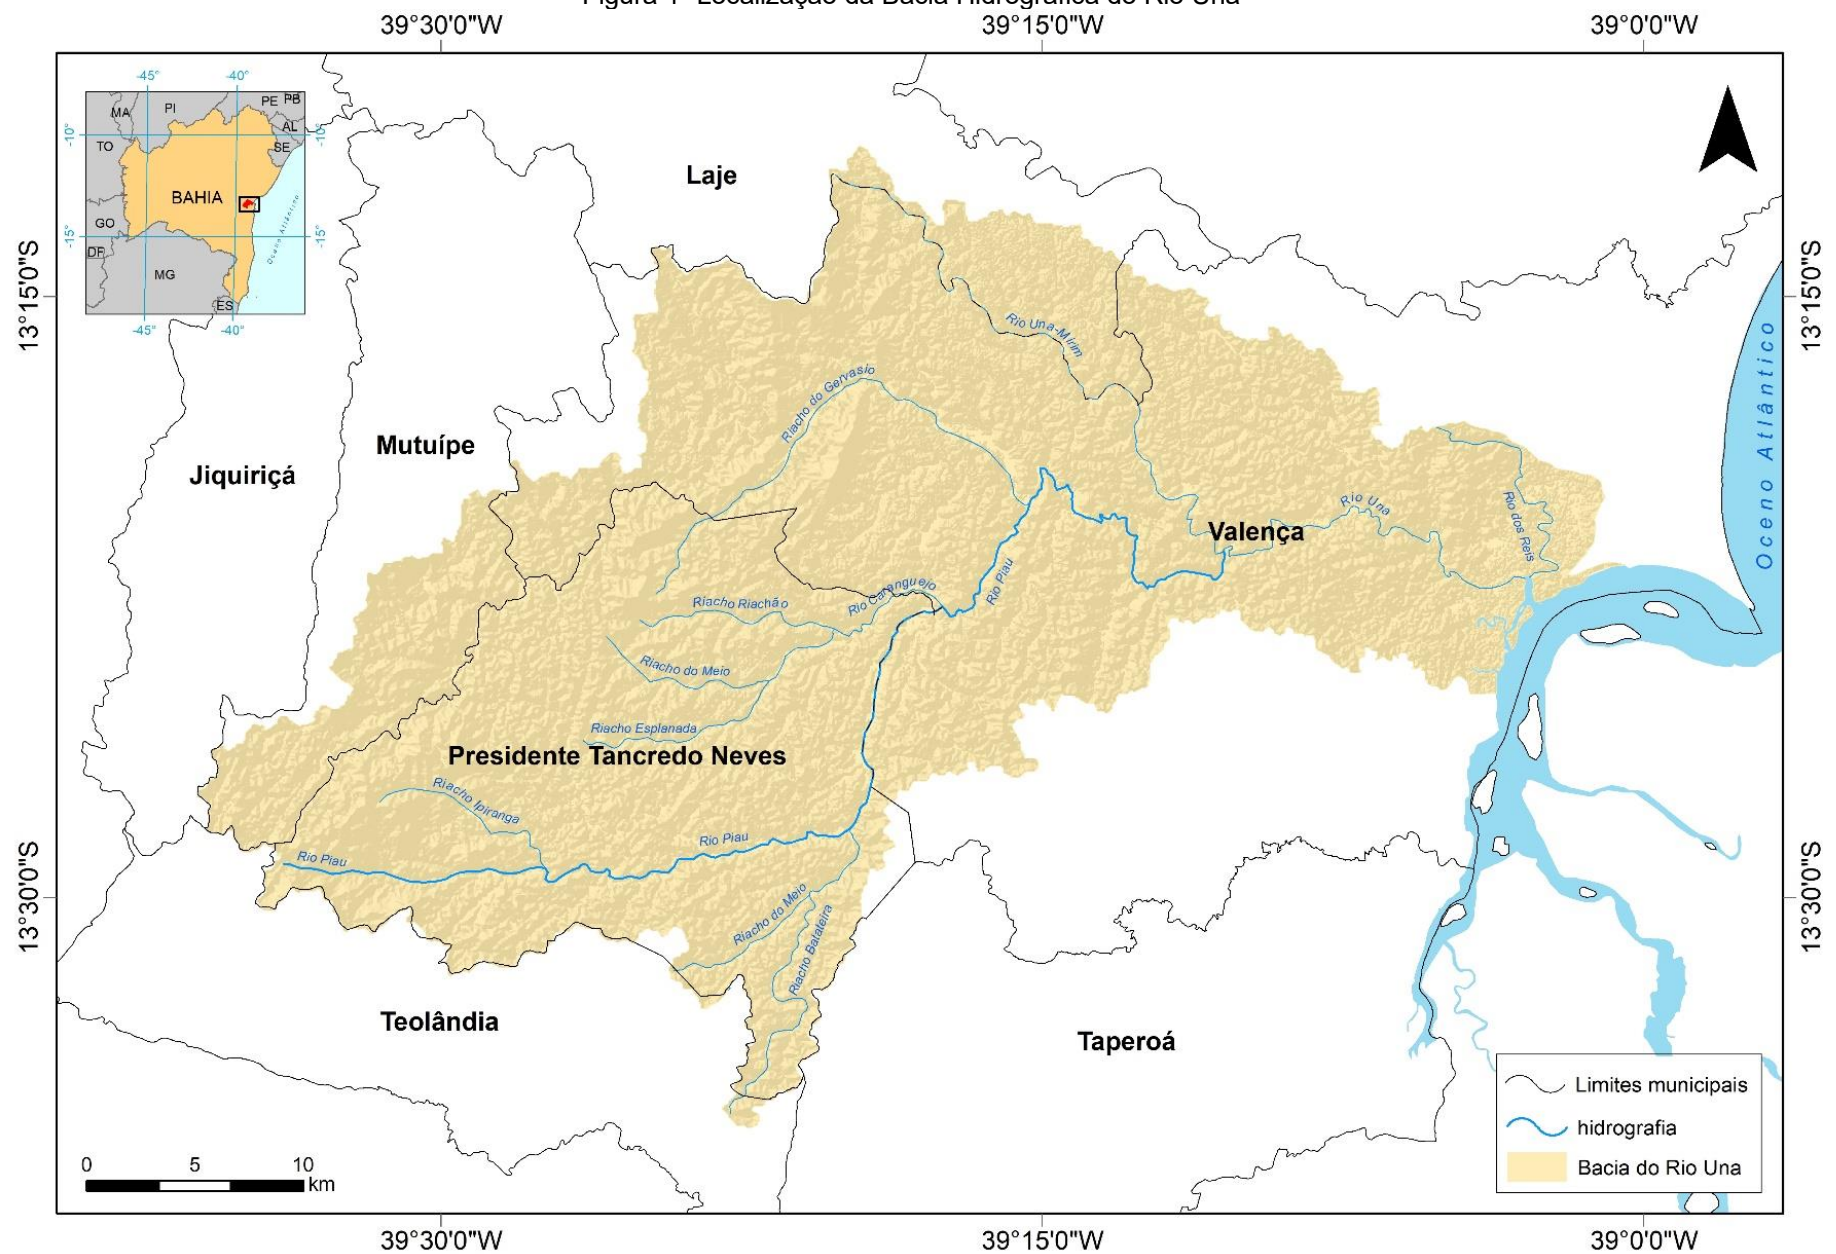 Figura 1- Localização da Bacia Hidrográfica do Rio Una
39°30'0"W
39°15'0"W
39°0'0"W
-45°
-40°
MA
PI
PE
PB
AL
-10°
-10°
TO
SE
BAHIA
GO
-15°
-15°
DF
MG
ES
Oceano Atlântico
-45°
-40°
Laje
13°15'0"S
13°15'0"S
Rio Una-Mirim
Riacho do Gervasio
Oceno Atlântico
Mutuípe
Jiquiriçá
Rio Una
Rio dos Reis
Valença
Rio Piau
Rio Caranguejo
Riacho Riachão
Riacho do Meio
Riacho Esplanada
Presidente Tancredo Neves
Riacho Ipiranga
Rio Piau
Rio Piau
13°30'0"S
13°30'0"S
Riacho do Meio
Riacho Batateira
Teolândia
Taperoá
Limites municipais
hidrografia
Bacia do Rio Una
0 5 10
km
39°30'0"W
39°15'0"W
39°0'0"W